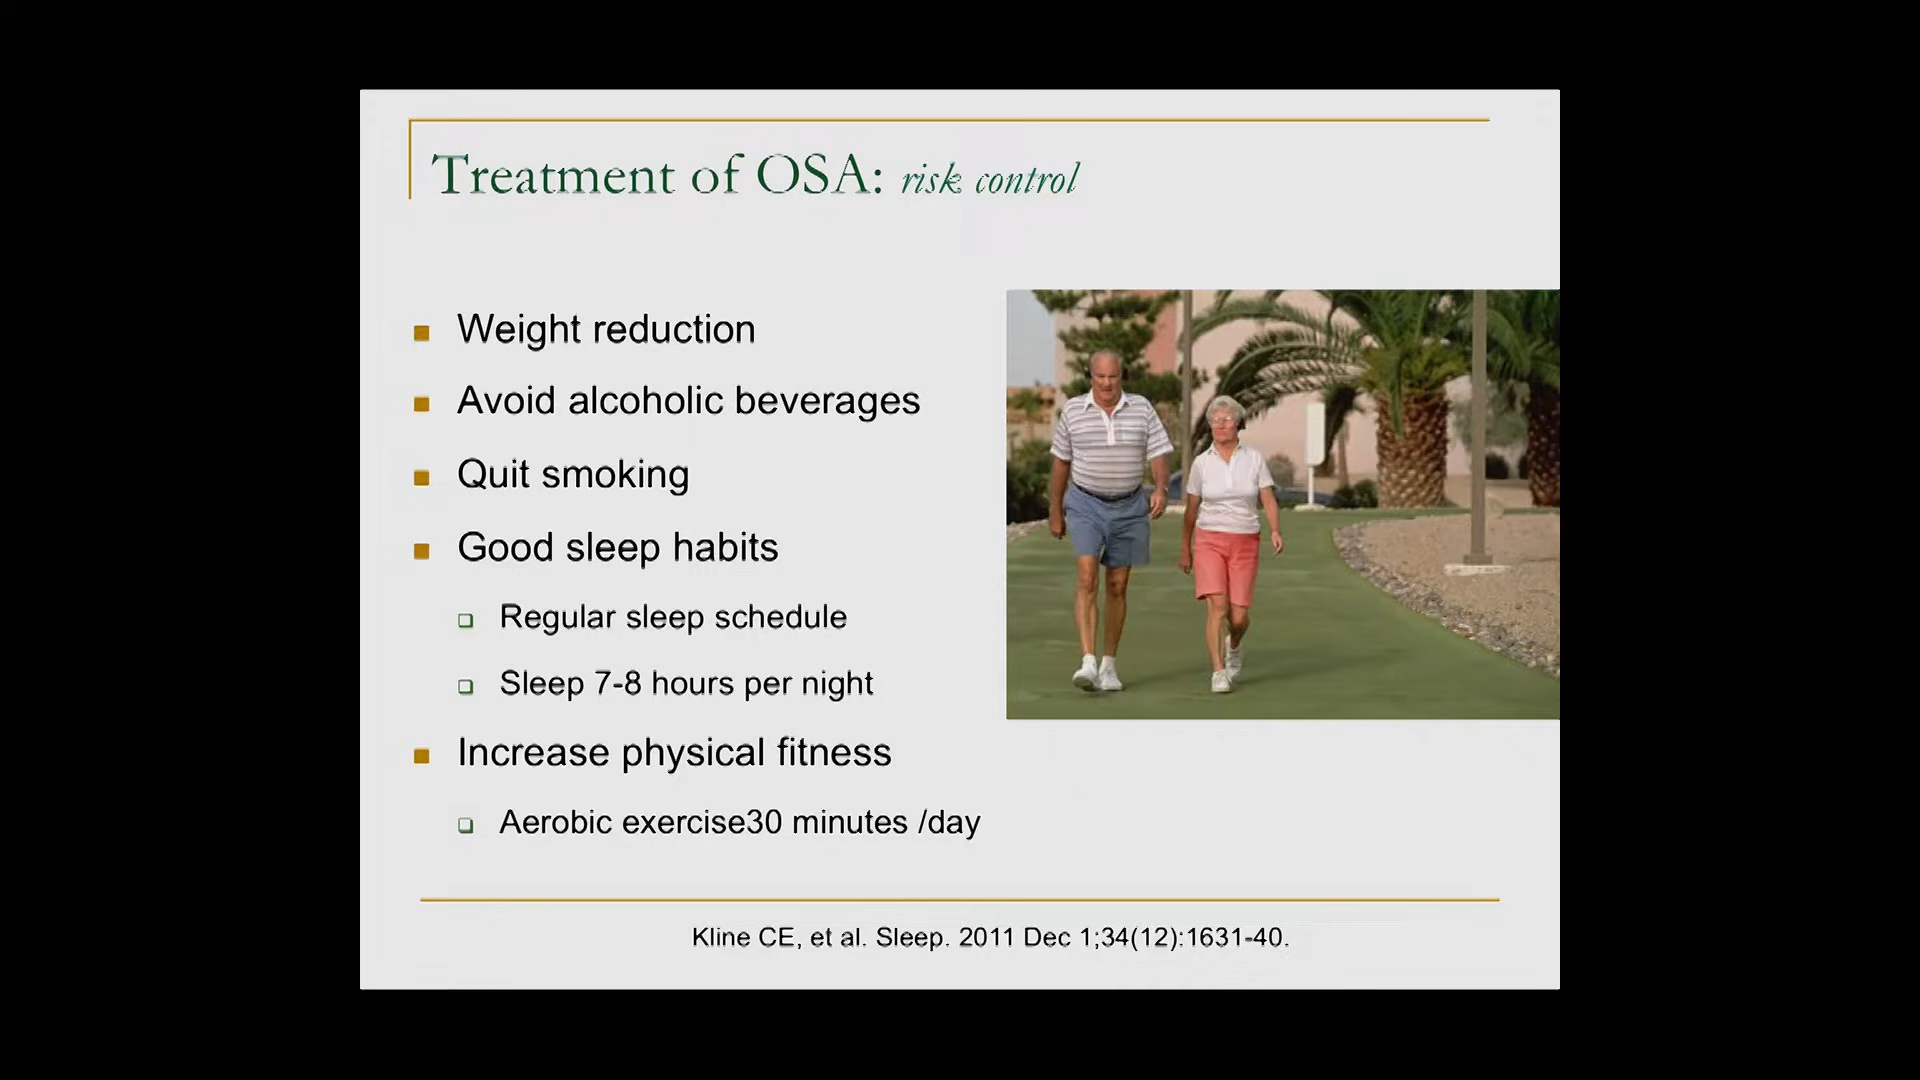 Treatment of OSA: risk control
Weight reduction
Avoid alcoholic beverages
Quit smoking
Good sleep habits
Regular sleep schedule
Sleep 7-8 hours per night
Increase physical fitness
Aerobic exercise30 minutes /day
Kline CE, et al. Sleep. 2011 Dec 1;34(12):1631-40.